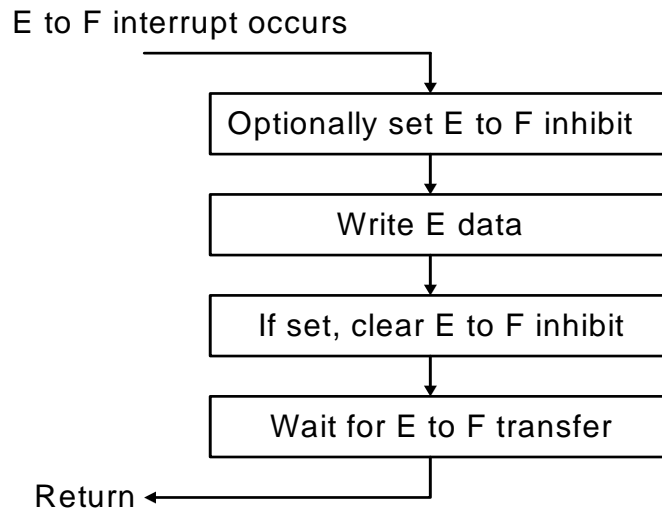 E to F interrupt occurs
Optionally set E to F inhibit
Write E data
If set, clear E to F inhibit
Wait for E to F transfer
Return